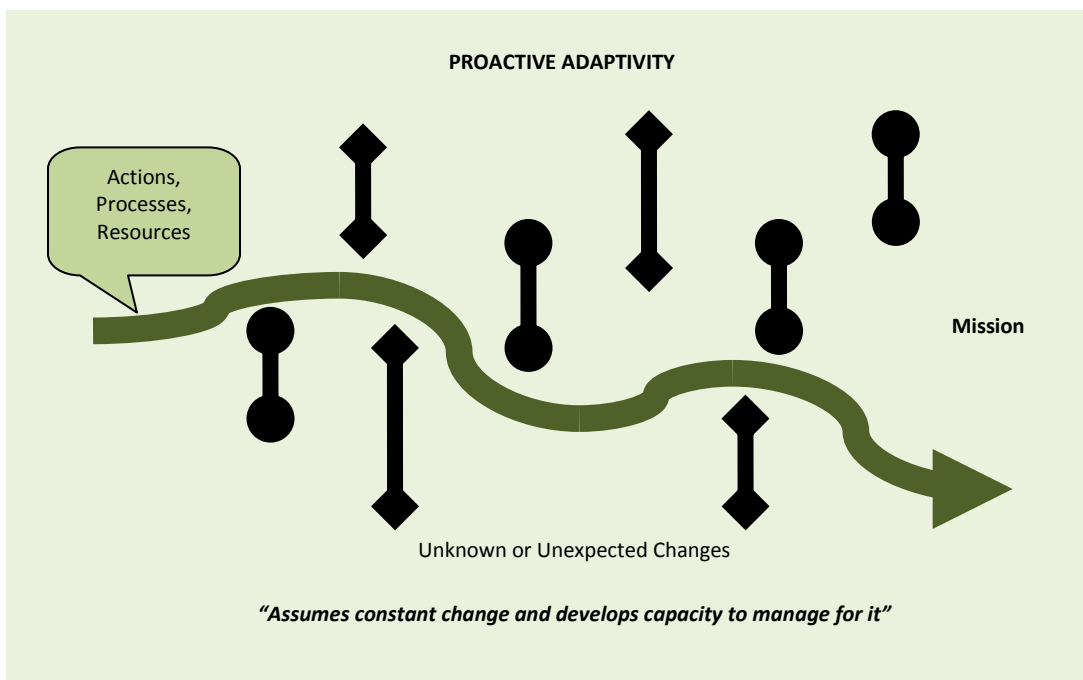 PROACTIVE ADAPTIVITY
Actions,
Processes,
Resources
Mission
Unknown or Unexpected Changes
“Assumes constant change and develops capacity to manage for it”